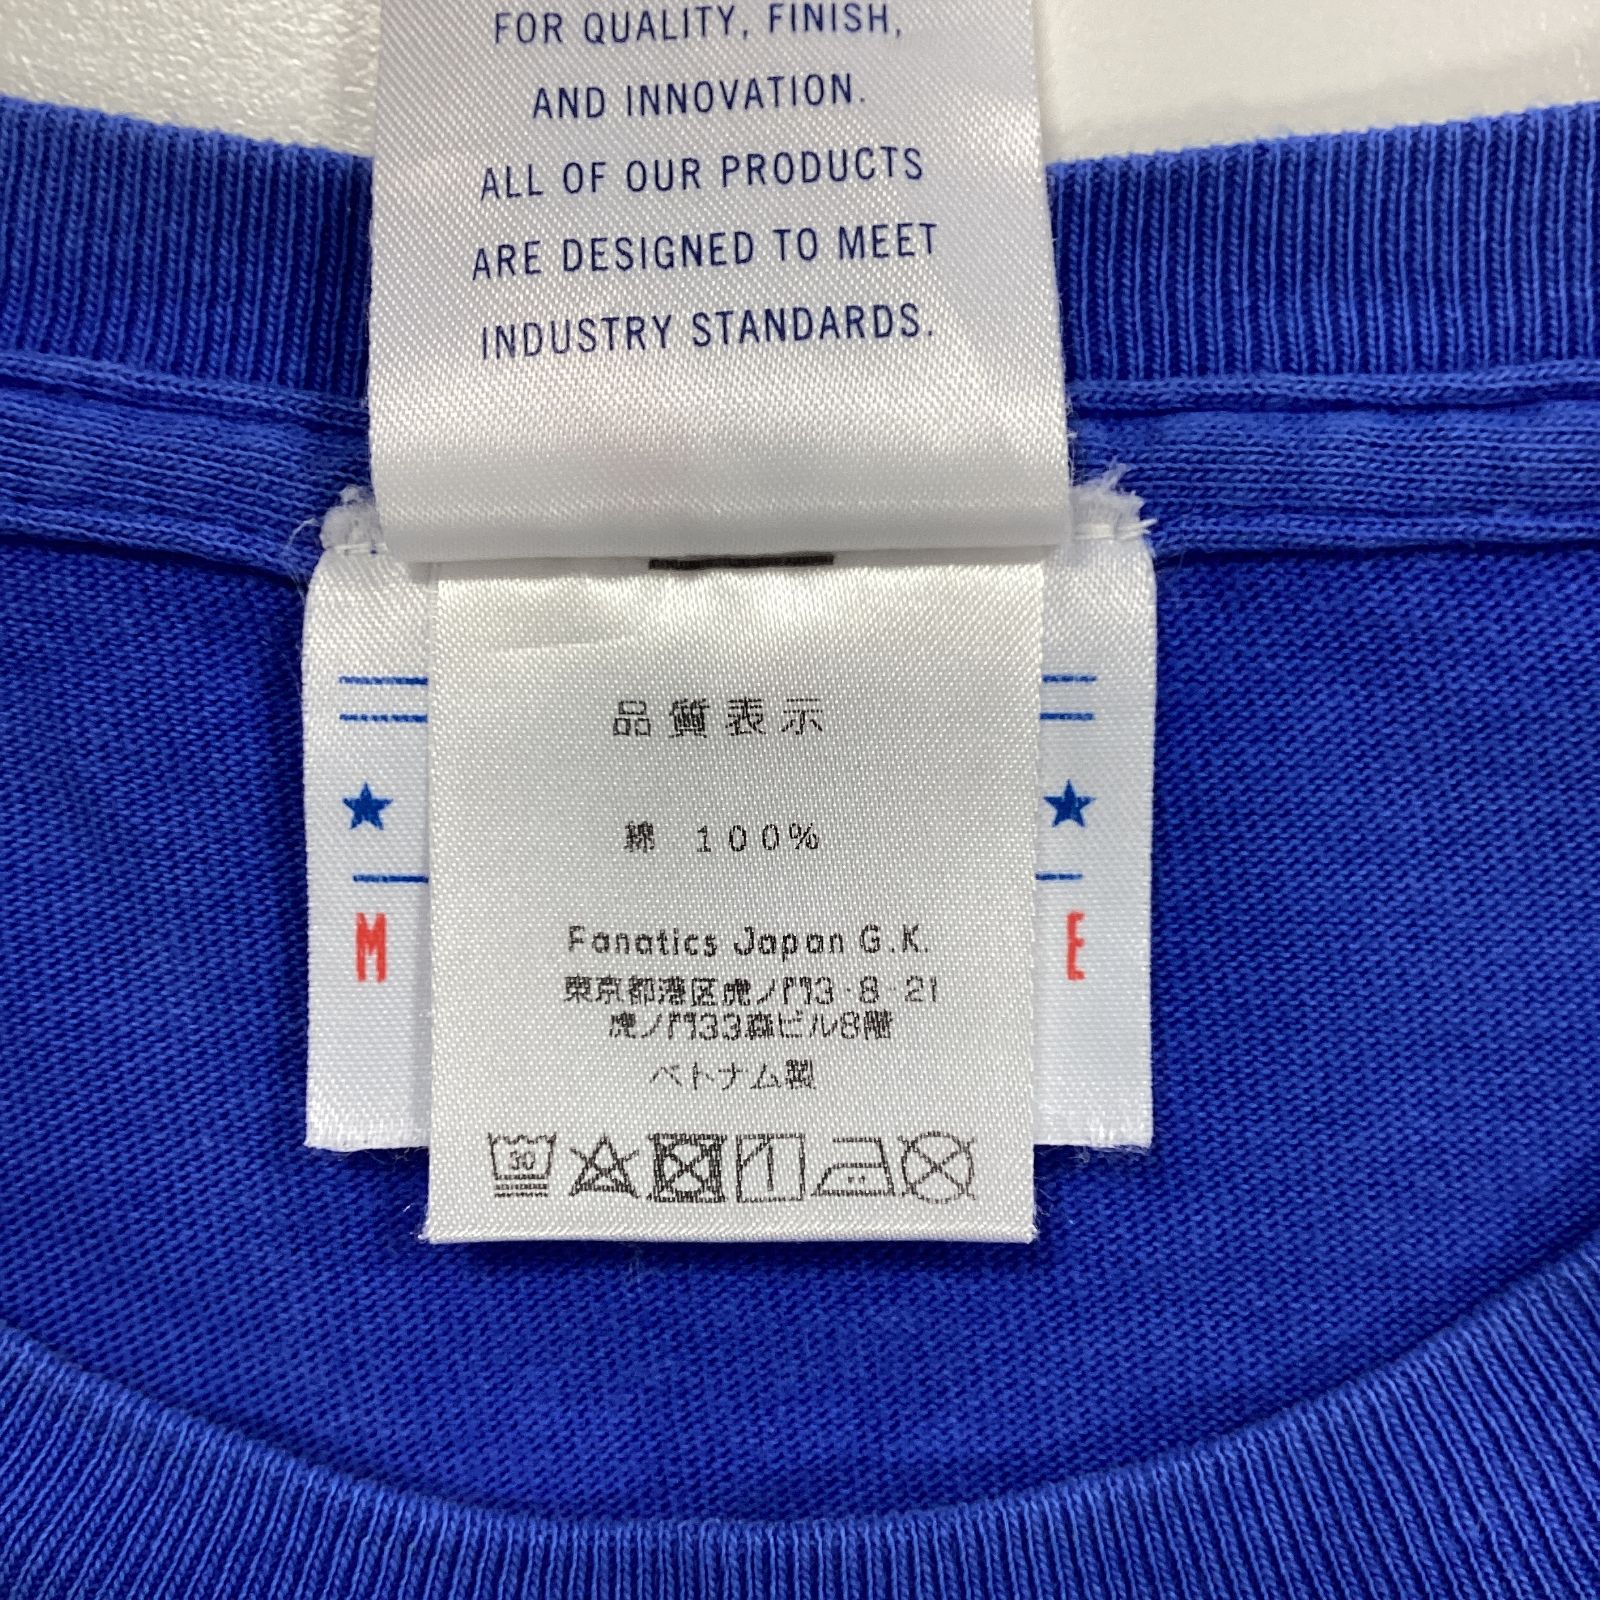 FOR QUALITY, FINISH,
AND INNOVATION.
ALL OF OUR PRODUCTS
ARE DESIGNED TO MEET
INDUSTRY STANDARDS.
品質表示
綿 100%
M
E
Fanatics Japan G.K.
東京都港区虎ノ門3-8-21
虎ノ門33森ビル8階
ベトナム製
30